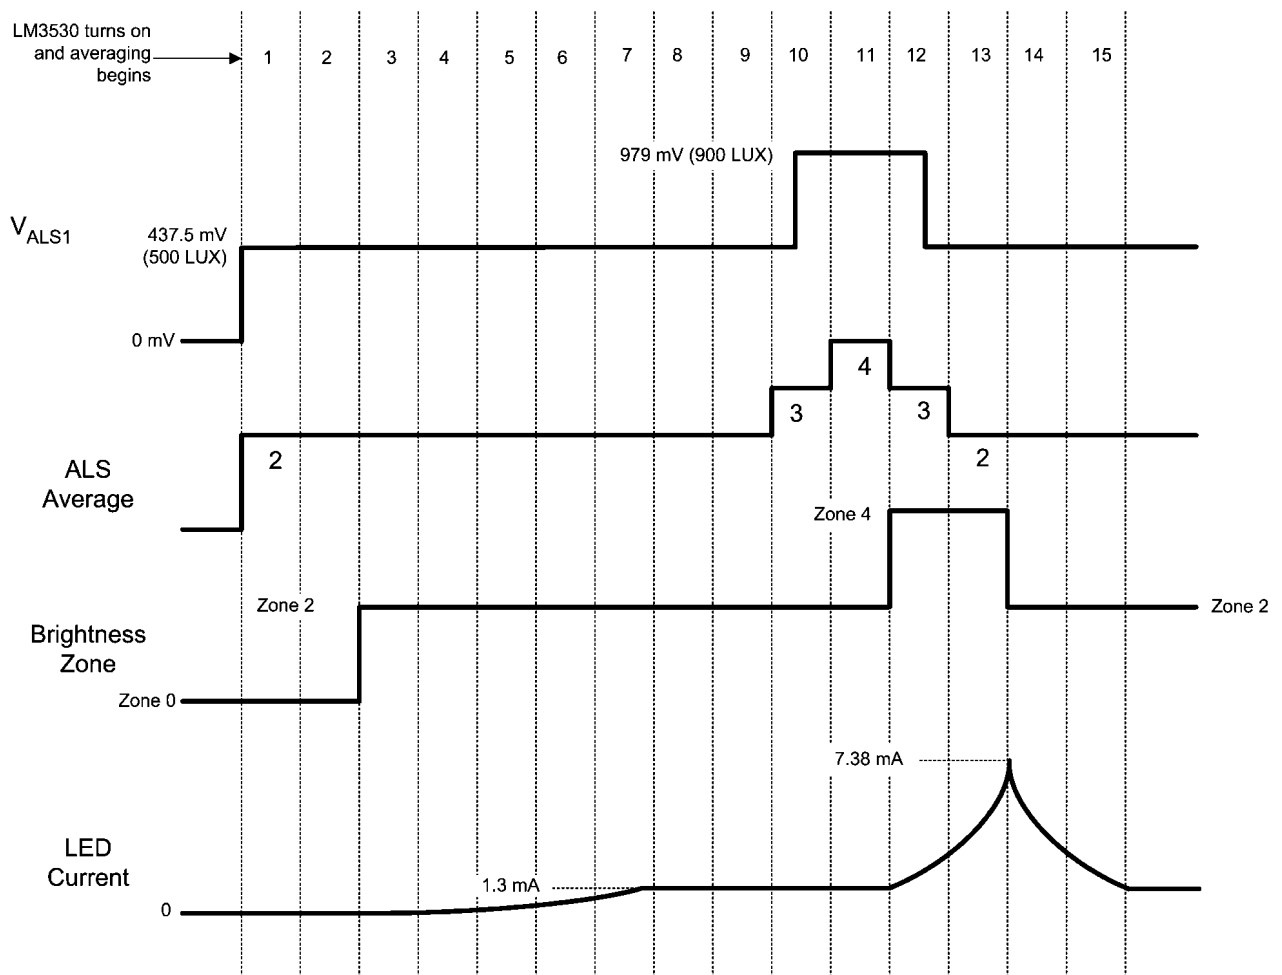 LM3530 turns on
and averaging
begins
1 2 3 4 5 6 7 8 9 10 11 12 13 14 15
979 mV (900 LUX)
VALS1
437.5 mV
(500 LUX)
0 mV
4
3 3
2 2
ALS
Average
Zone 4
Zone 2 Zone 2
Brightness
Zone
Zone 0
7.38 mA
LED
Current
1.3 mA
0